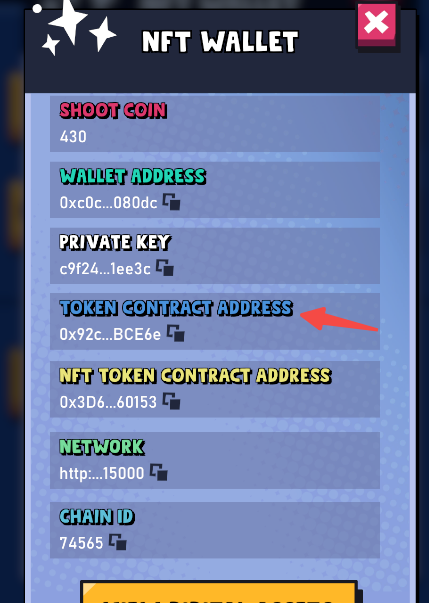 NFT WALLET
SHOOT COIN
430
WALLET ADDRESS
0xc0c...080dc
PRIVATE KEY
c9f24...1ee3c
TOKEN CONTRACT ADDRESS
0x92c...BCE6e
NFT TOKEN CONTRACT ADDRESS
0x3D6...60153
NETWORK
http:...15000
CHAIN ID
74565